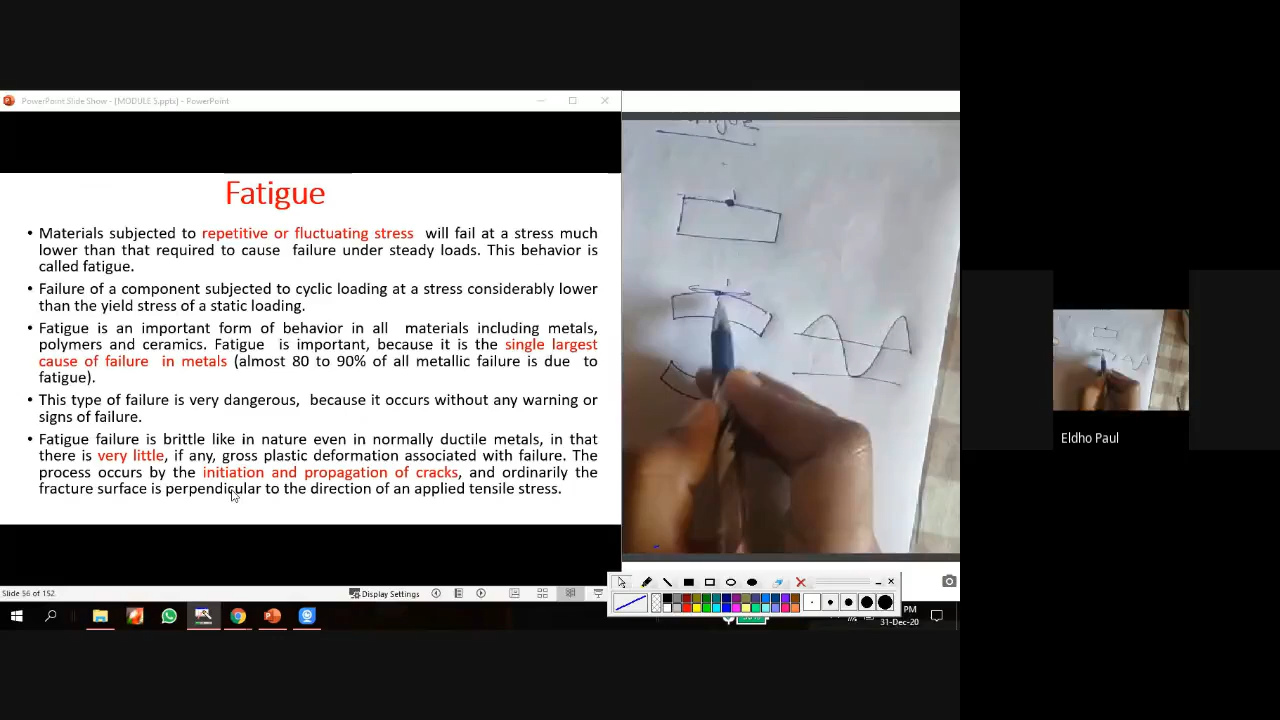 PowerPoint Slide Show - [MODULE 5.pptx] - PowerPoint
Fatigue
• Materials subjected to repetitive or fluctuating stress will fail at a stress much
lower than that required to cause failure under steady loads. This behavior is
called fatigue.
• Failure of a component subjected to cyclic loading at a stress considerably lower
than the yield stress of a static loading.
• Fatigue is an important form of behavior in all materials including metals,
polymers and ceramics. Fatigue is important, because it is the single largest
cause of failure in metals (almost 80 to 90% of all metallic failure is due to
fatigue).
• This type of failure is very dangerous, because it occurs without any warning or
signs of failure.
• Fatigue failure is brittle like in nature even in normally ductile metals, in that
there is very little, if any, gross plastic deformation associated with failure. The
process occurs by the initiation and propagation of cracks, and ordinarily the
fracture surface is perpendicular to the direction of an applied tensile stress.
Slide 56 of 152
Display Settings
PM
31-Dec-20
Eldho Paul